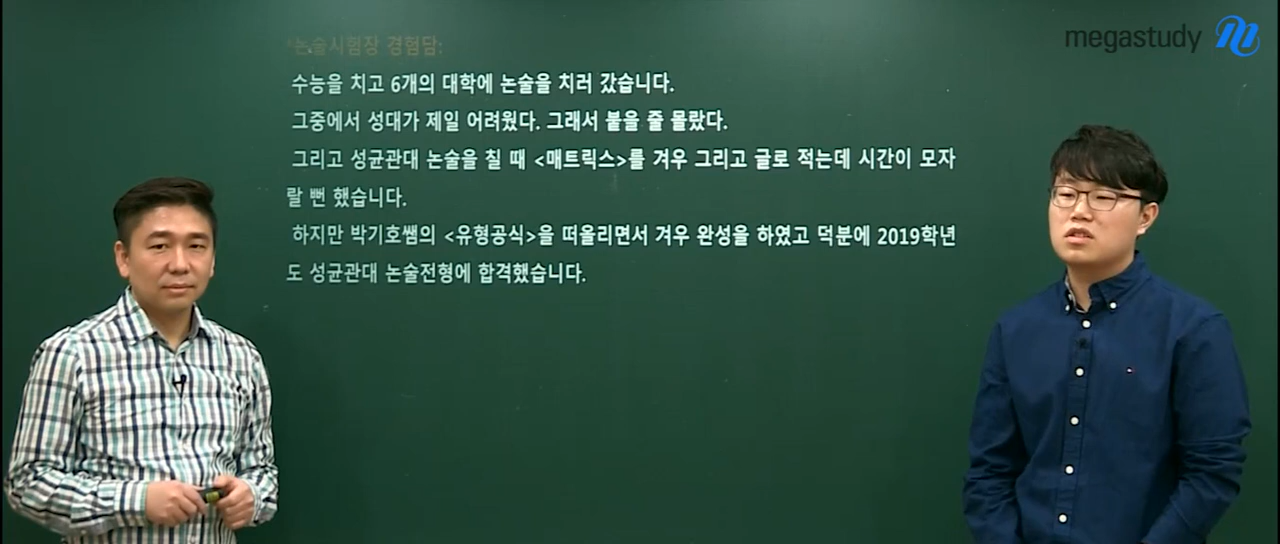 megastudy
*논술시험장 경험담:
수능을 치고 6개의 대학에 논술을 치러 갔습니다.
그중에서 성대가 제일 어려웠다. 그래서 붙을 줄 몰랐다.
그리고 성균관대 논술을 칠 때 <매트릭스>를 겨우 그리고 글로 적는데 시간이 모자
랄 뻔 했습니다.
하지만 박기호쌤의 <유형공식>을 떠올리면서 겨우 완성을 하였고 덕분에 2019학년
도 성균관대 논술전형에 합격했습니다.